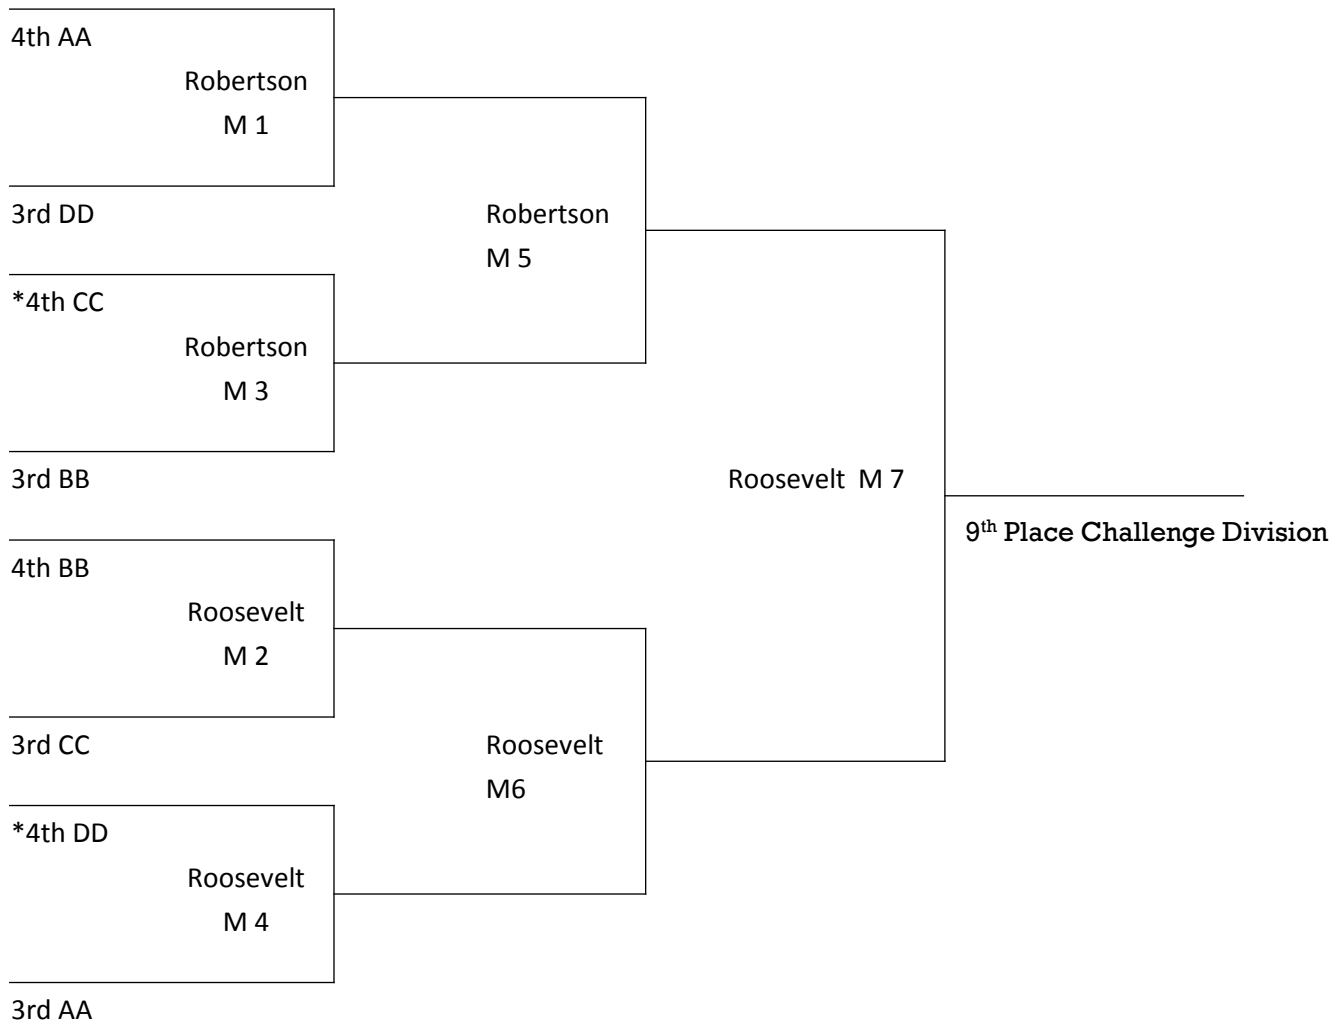 4th AA
Robertson
M 1
3rd DD
Robertson
M 5
*4th CC
Robertson
M 3
3rd BB
Roosevelt  M 7
9th Place Challenge Division
4th BB
Roosevelt
M 2
3rd CC
Roosevelt
M6
*4th DD
Roosevelt
M 4
3rd AA